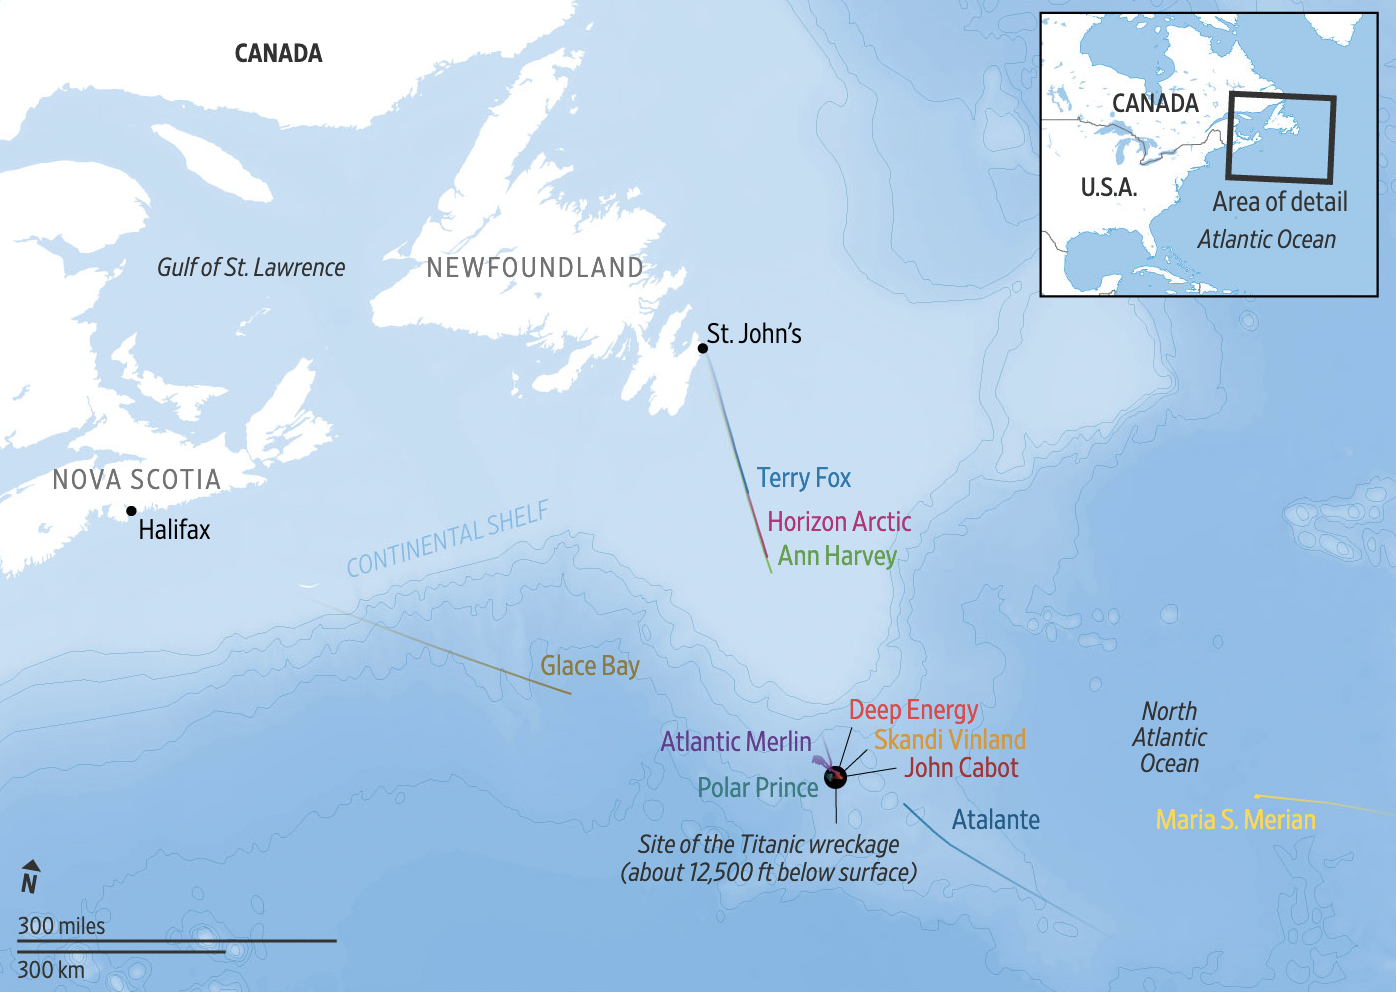 CANADA
CANADA
U.S.A.
Area of detail
Atlantic Ocean
Gulf of St. Lawrence
NEWFOUNDLAND
St. John’s
NOVA SCOTIA
Halifax
Terry Fox
Horizon Arctic
Ann Harvey
CONTINENTAL SHELF
Glace Bay
Deep Energy
Atlantic Merlin
Skandi Vinland
John Cabot
Polar Prince
North
Atlantic
Ocean
Atalante
Maria S. Merian
Site of the Titanic wreckage
(about 12,500 ft below surface)
N
300 miles
300 km